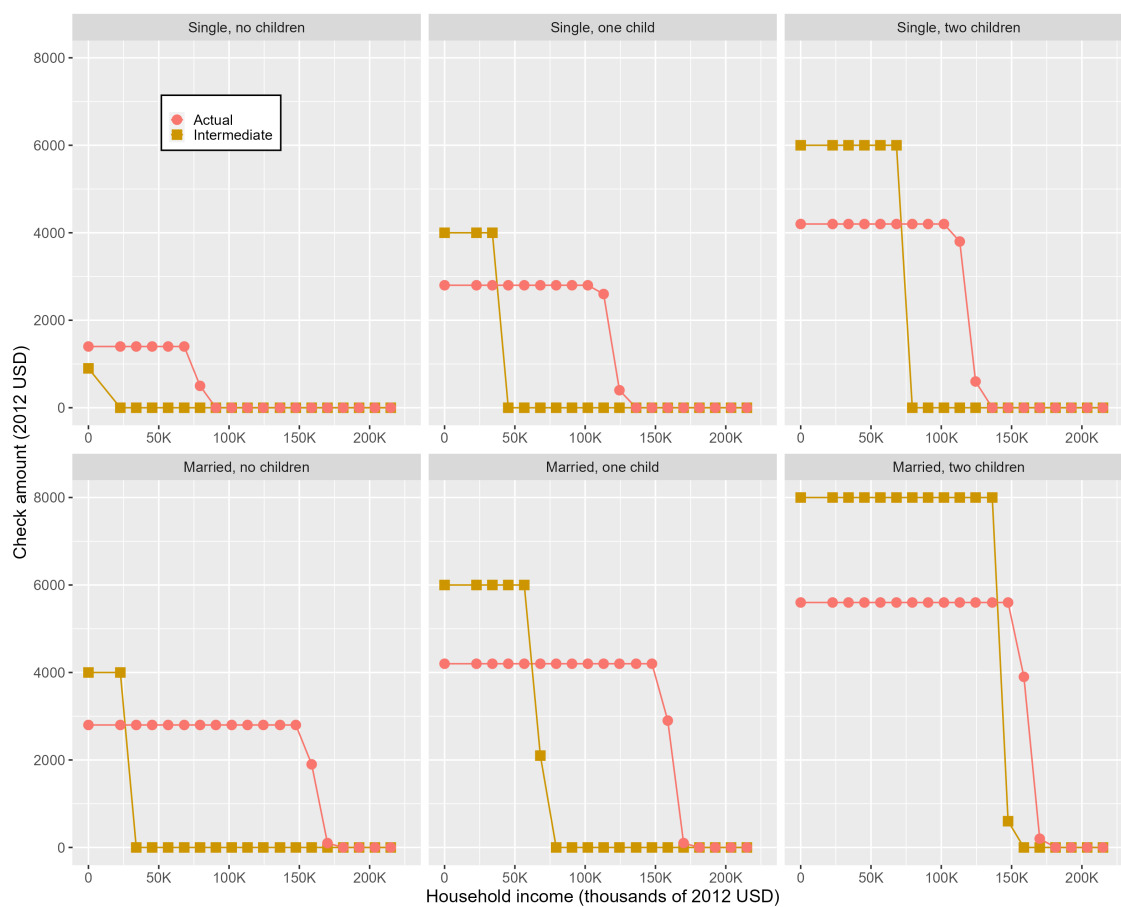 Single, no children
Single, one child
Single, two children
Check amount (2012 USD)
8000
6000
4000
2000
0
Actual
Intermediate
0 50K 100K 150K 200K
0 50K 100K 150K 200K
0 50K 100K 150K 200K
Married, no children
Married, one child
Married, two children
8000
6000
4000
2000
0
0 50K 100K 150K 200K
0 50K 100K 150K 200K
0 50K 100K 150K 200K
Household income (thousands of 2012 USD)